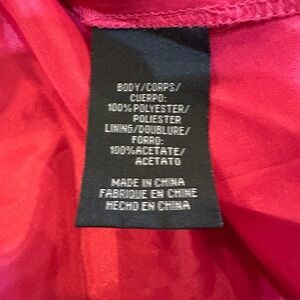 BODY/CORPS/
CUERPO:
100%POLYESTER/
POLIESTER
LINING/DOUBLURE/
FORRO:
100%ACETATE/
ACETATO
MADE IN CHINA
FABRIQUE EN CHINE
HECHO EN CHINA